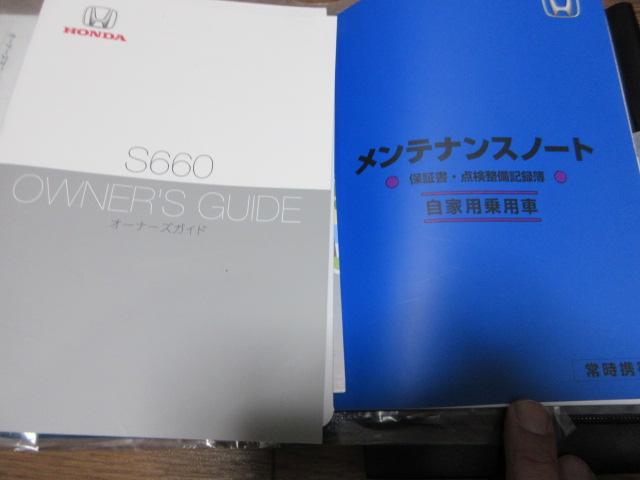 HONDA
S660
OWNER'S GUIDE
オーナーズガイド
メンテナンスノート
保証書・点検整備記録簿
自家用乗用車
常時携